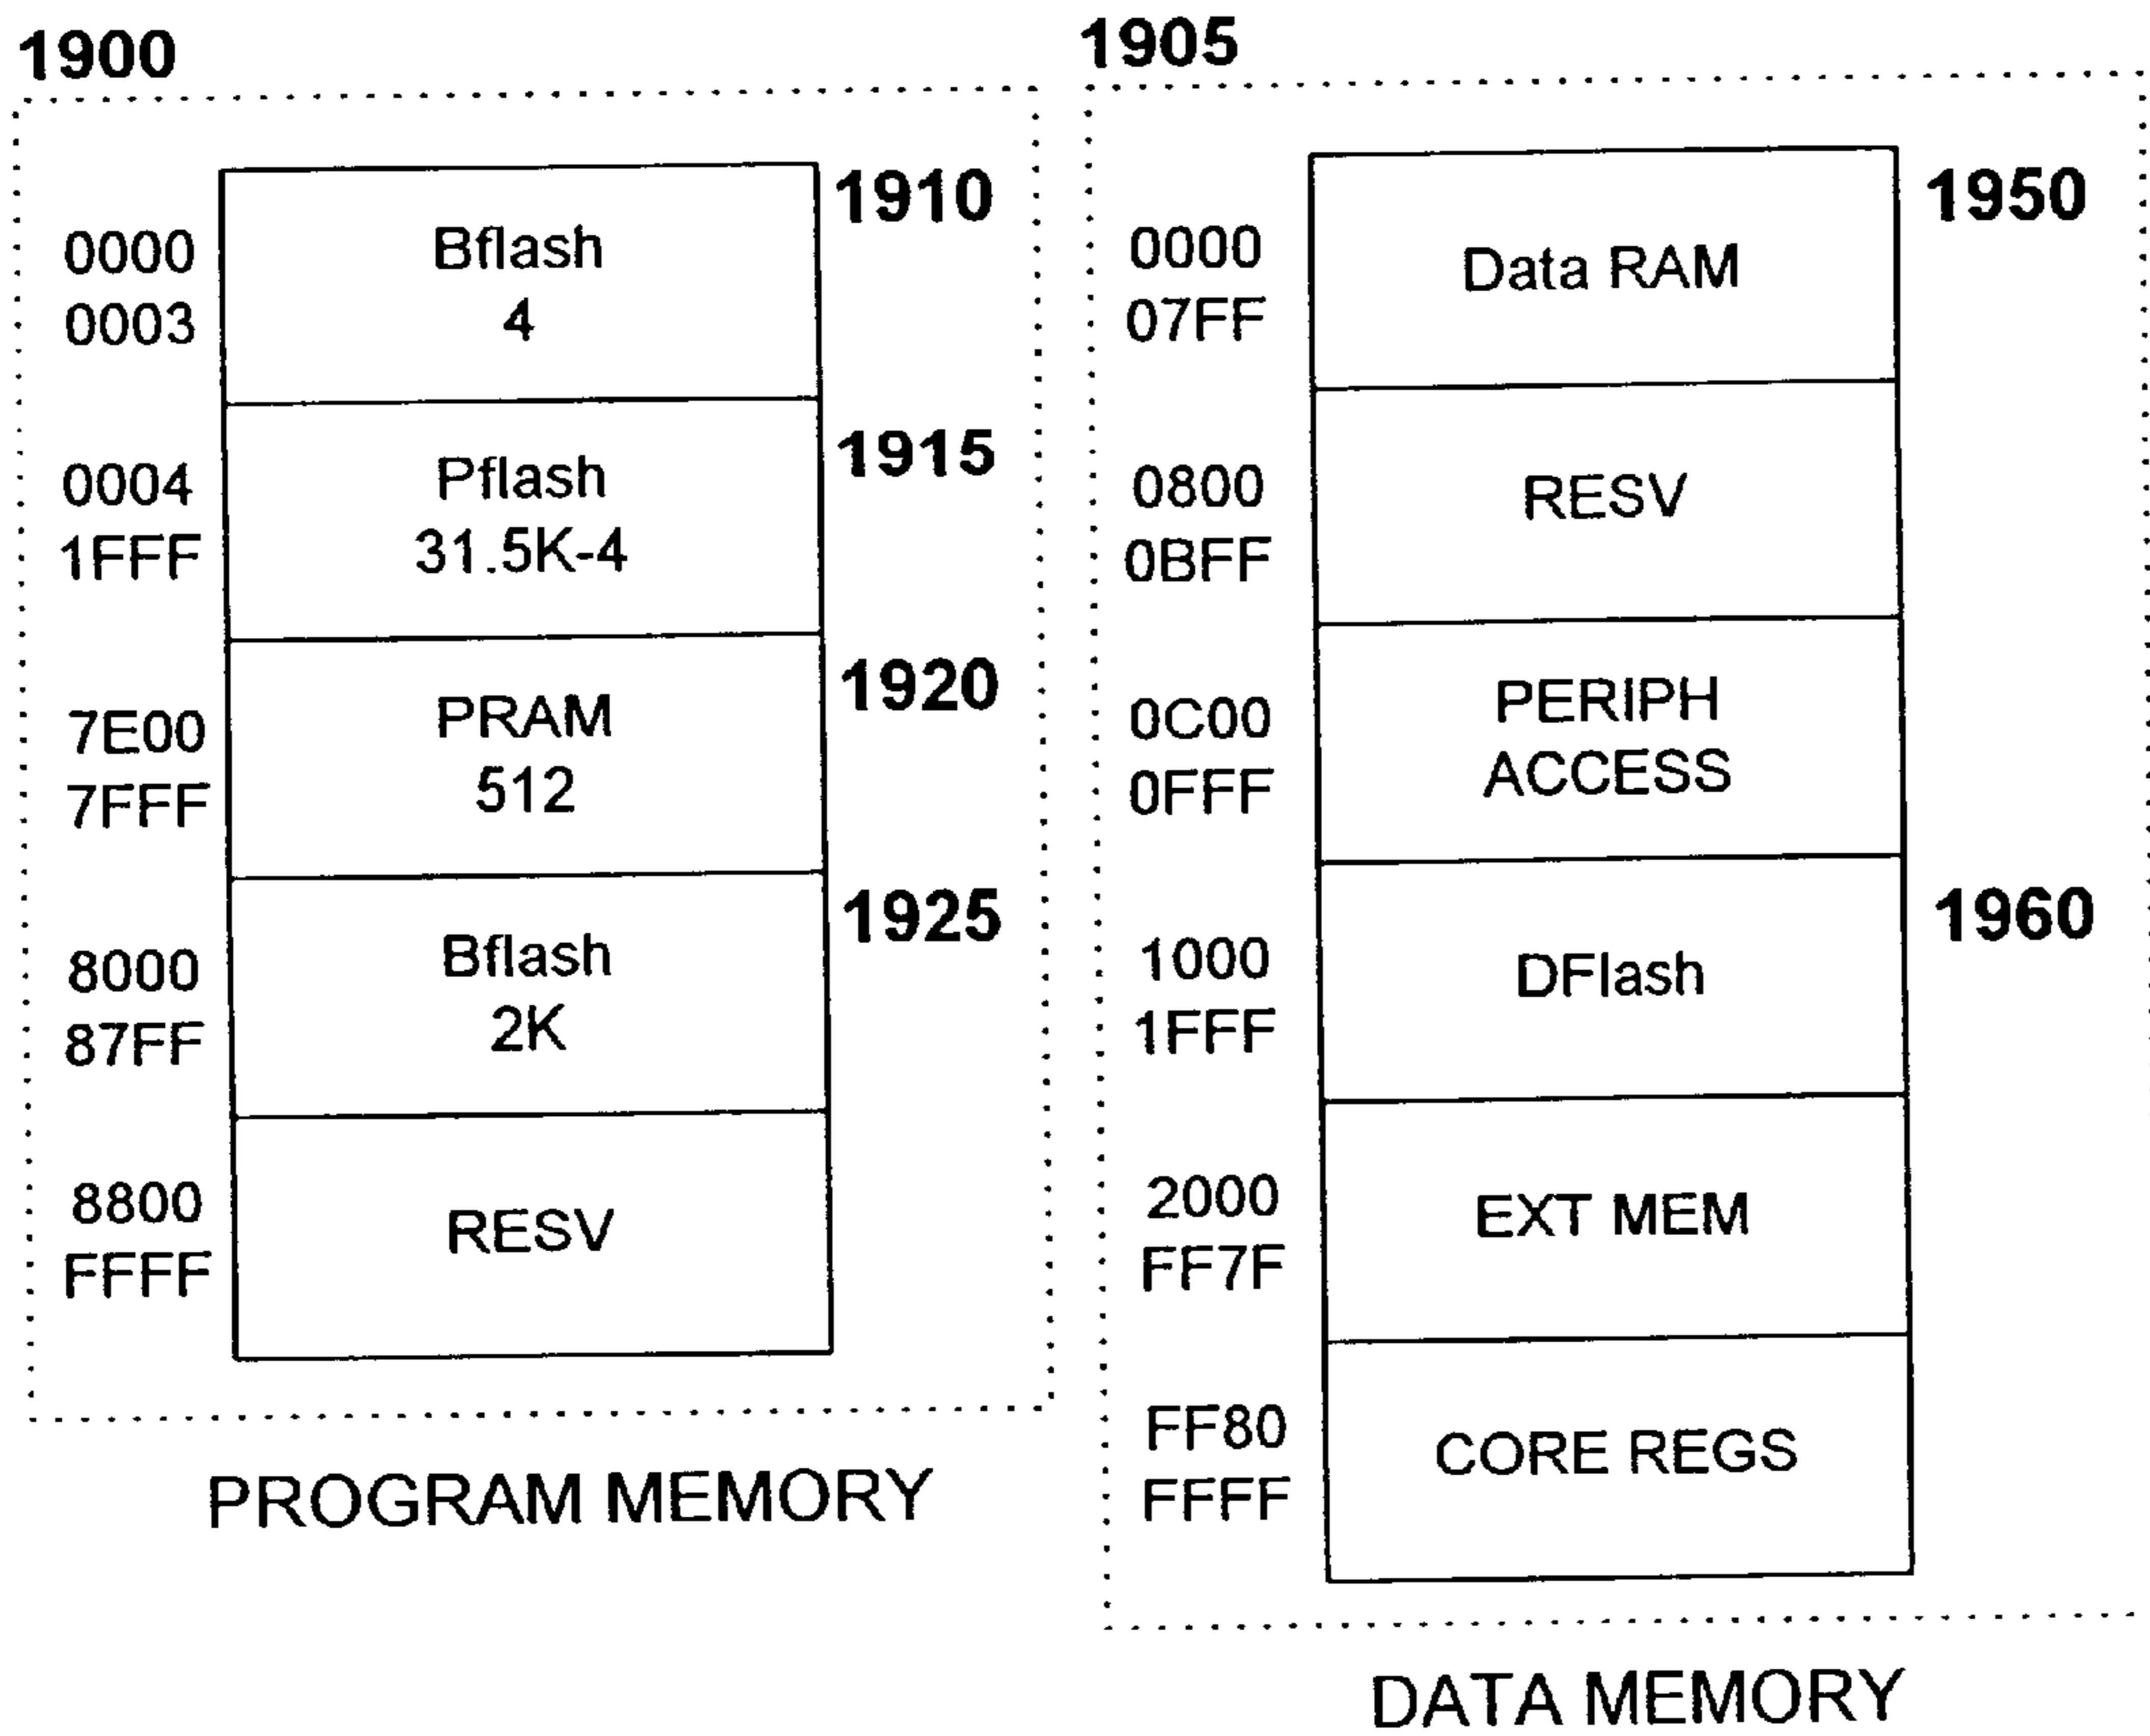 1900
1910
0000
0003
Bflash
4
1915
0004
1FFF
Pflash
31.5K-4
1920
7E00
7FFF
PRAM
512
1925
8000
87FF
Bflash
2K
8800
FFFF
RESV
PROGRAM MEMORY
1905
1950
0000
07FF
Data RAM
0800
0BFF
RESV
0C00
0FFF
PERIPH
ACCESS
1960
1000
1FFF
DFlash
2000
FF7F
EXT MEM
FF80
FFFF
CORE REGS
DATA MEMORY